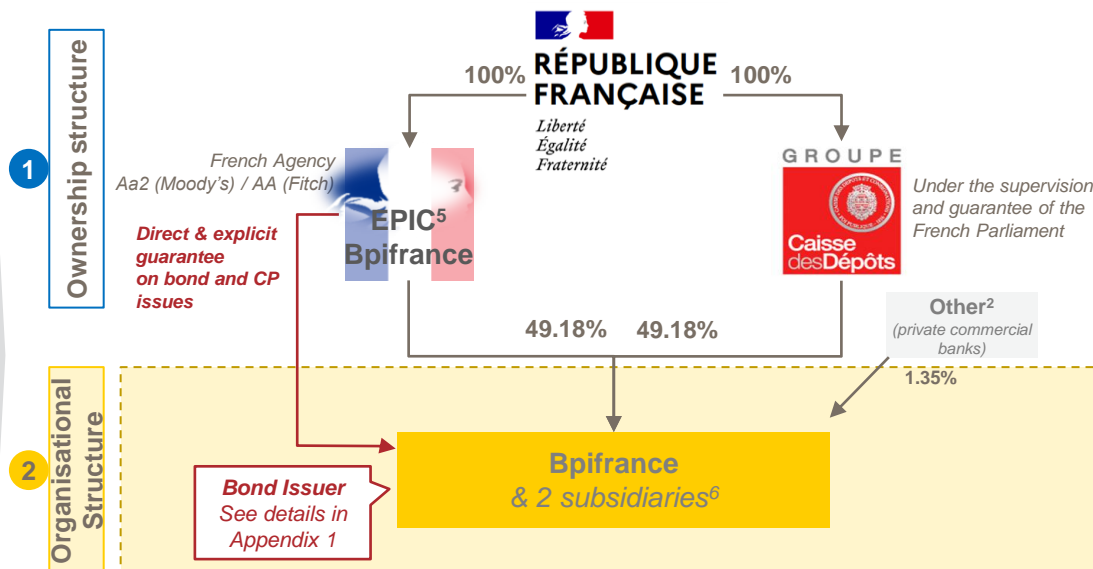 1
Ownership structure
100%
RÉPUBLIQUE
FRANÇAISE
100%
Liberté
Égalité
Fraternité
French Agency
Aa2 (Moody's) / AA (Fitch)
EPIC⁵
Bpifrance
Direct & explicit
guarantee
on bond and CP
issues
GROUPE
Caisse
desDépôts
Under the supervision
and guarantee of the
French Parliament
49.18%
49.18%
Other²
(private commercial
banks)
1.35%
2
Organisational
Structure
Bpifrance
& 2 subsidiaries⁶
Bond Issuer
See details in
Appendix 1